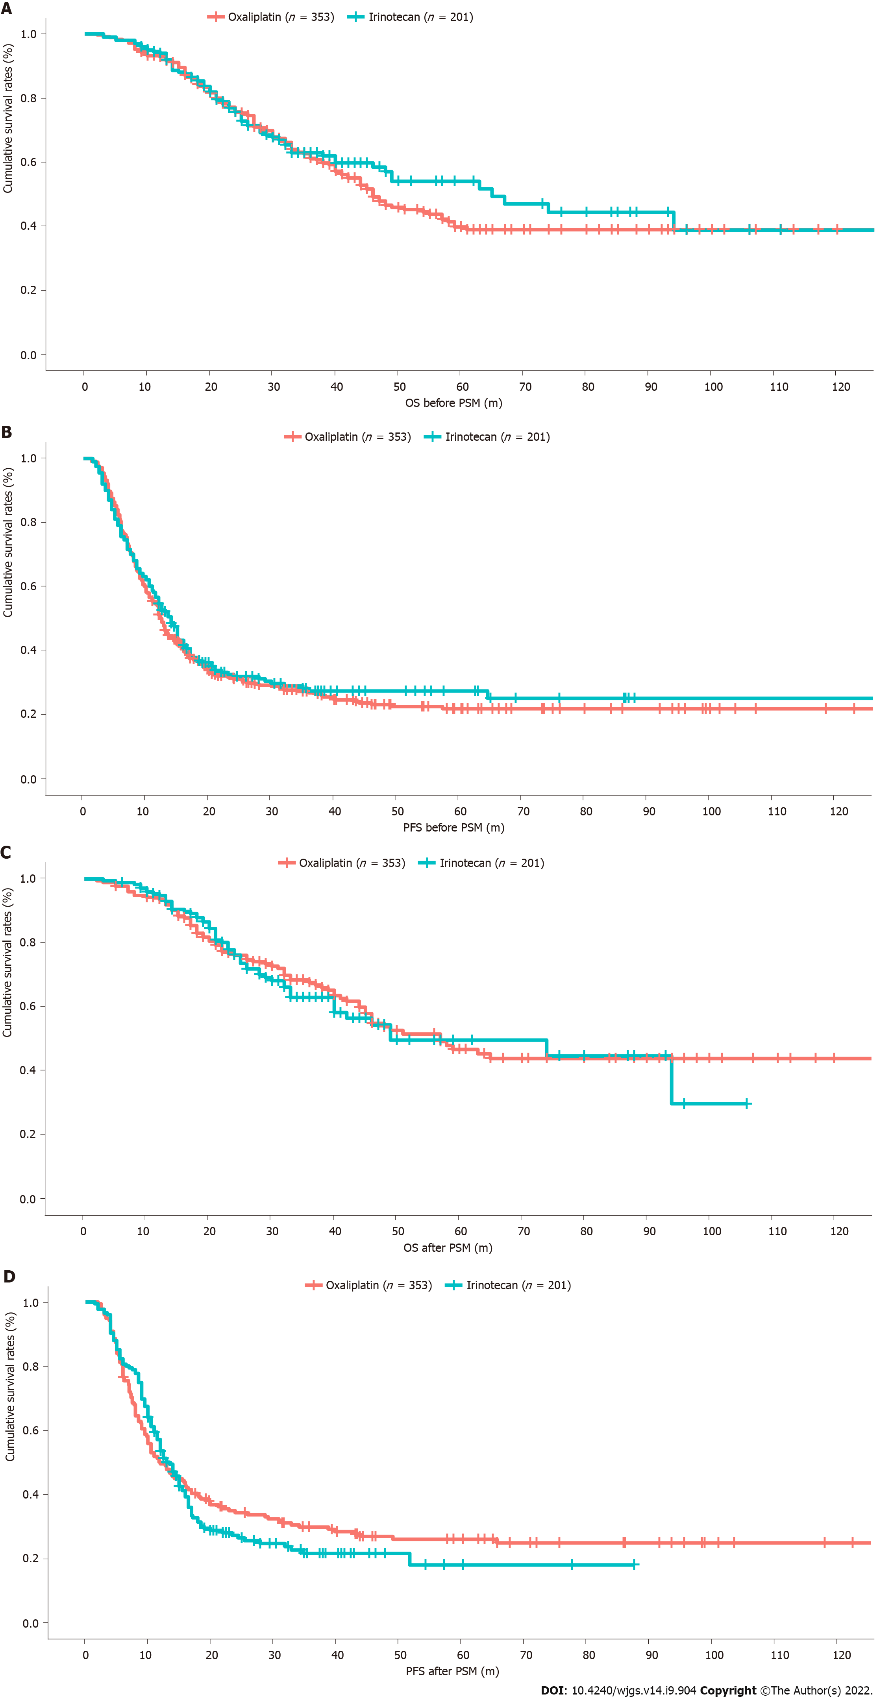 A
Oxaliplatin (n = 353) Irinotecan (n = 201)
Cumulative survival rates (%)
1.0
0.8
0.6
0.4
0.2
0.0
0 10 20 30 40 50 60 70 80 90 100 110 120
OS before PSM (m)
B
Oxaliplatin (n = 353) Irinotecan (n = 201)
Cumulative survival rates (%)
1.0
0.8
0.6
0.4
0.2
0.0
0 10 20 30 40 50 60 70 80 90 100 110 120
PFS before PSM (m)
C
Oxaliplatin (n = 353) Irinotecan (n = 201)
Cumulative survival rates (%)
1.0
0.8
0.6
0.4
0.2
0.0
0 10 20 30 40 50 60 70 80 90 100 110 120
OS after PSM (m)
D
Oxaliplatin (n = 353) Irinotecan (n = 201)
Cumulative survival rates (%)
1.0
0.8
0.6
0.4
0.2
0.0
0 10 20 30 40 50 60 70 80 90 100 110 120
PFS after PSM (m)
DOI: 10.4240/wjgs.v14.i9.904 Copyright ©The Author(s) 2022.